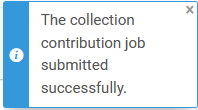 The collection
contribution job
submitted
successfully.